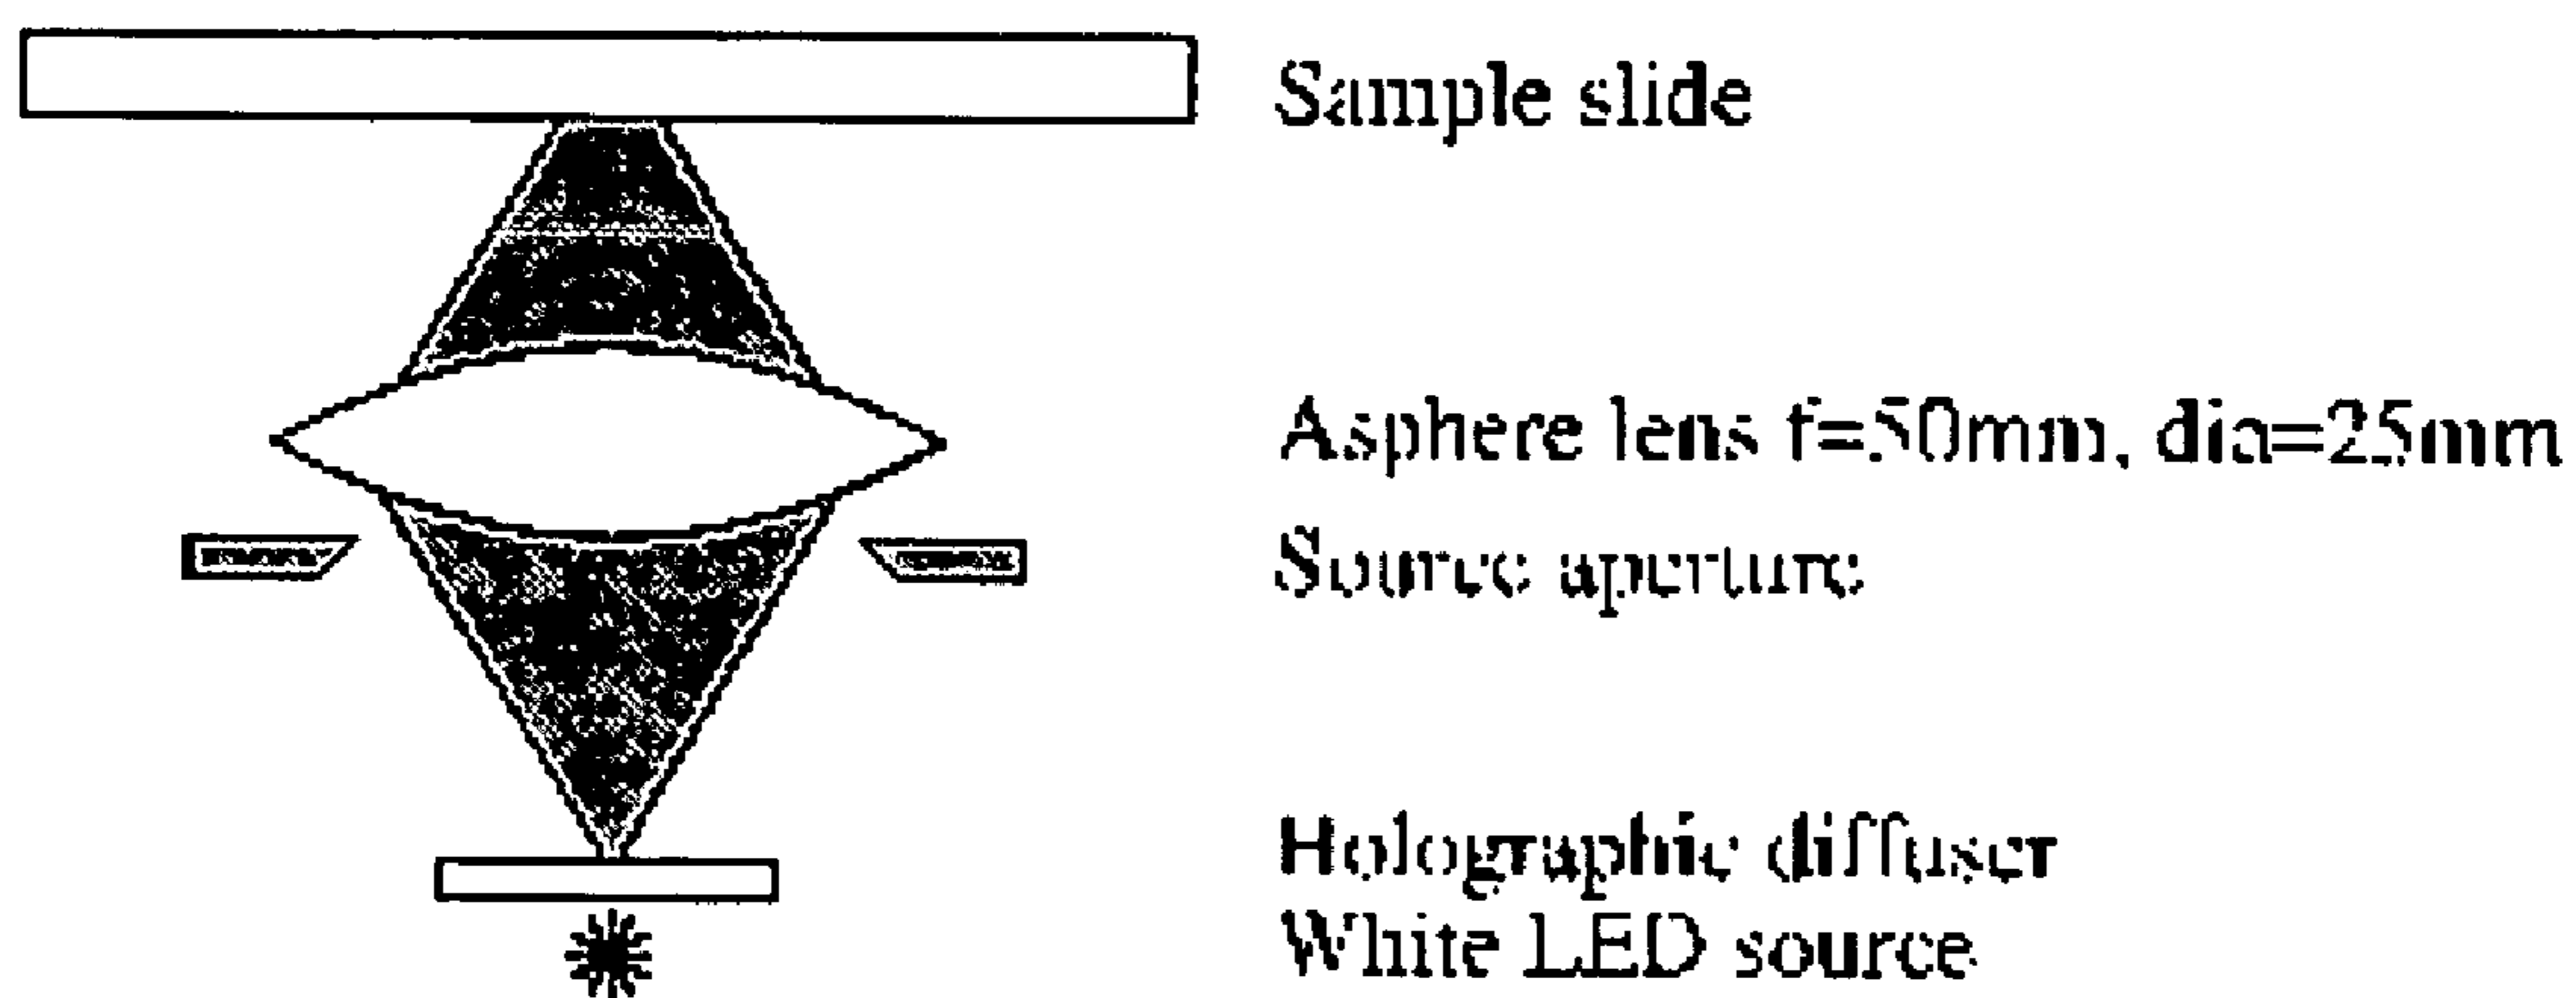 Sample slide
Asphere lens f=50mm, dia=25mm
Source aperture
Holographic diffuser
White LED source